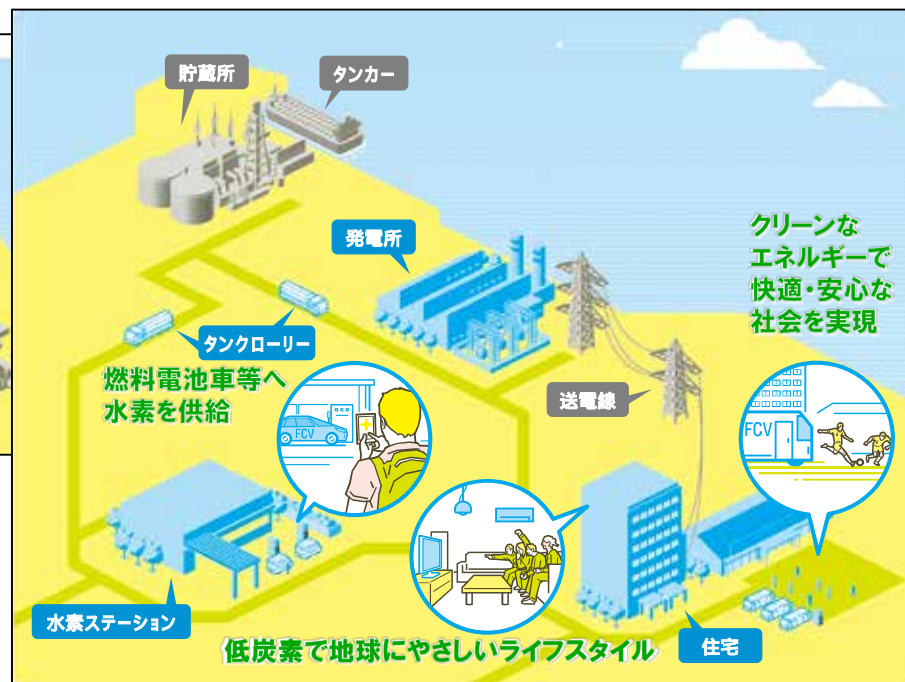 貯蔵所
タンカー
発電所
クリーンな
エネルギーで
快適・安心な
社会を実現
タンクローリー
燃料電池車等へ
水素を供給
送電線
FCV
FCV
水素ステーション
低炭素で地球にやさしいライフスタイル
住宅